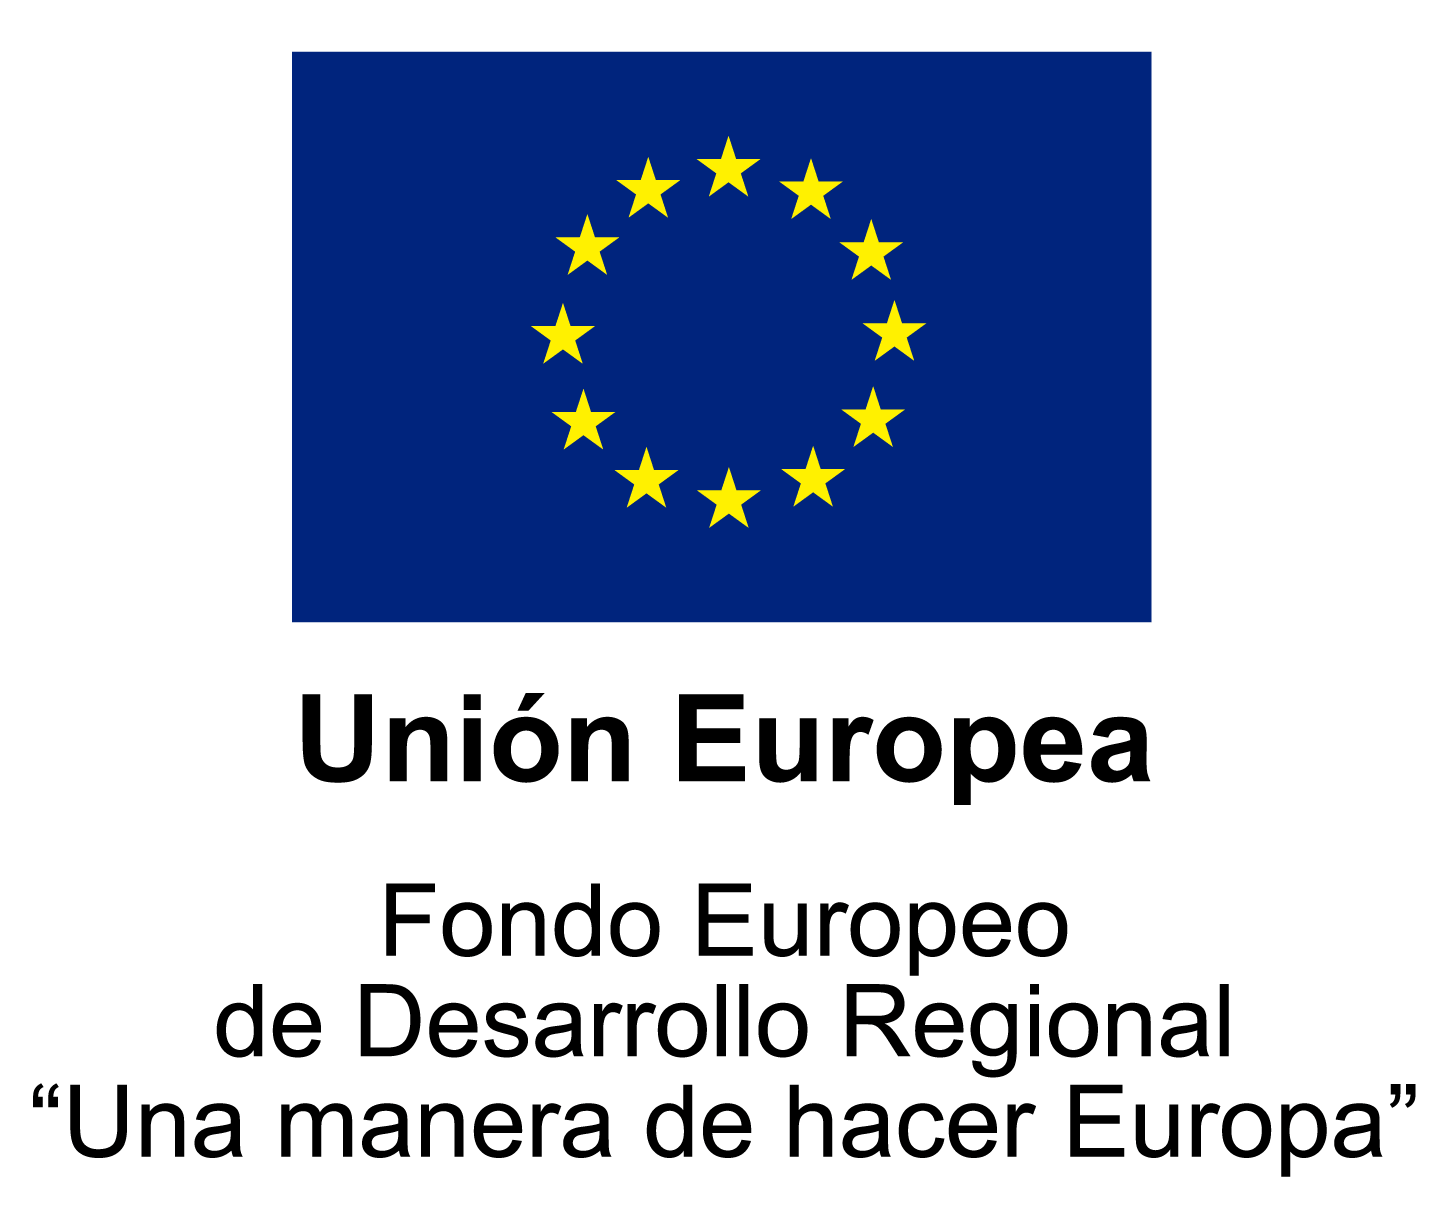 Unión Europea
Fondo Europeo
de Desarrollo Regional
“Una manera de hacer Europa”